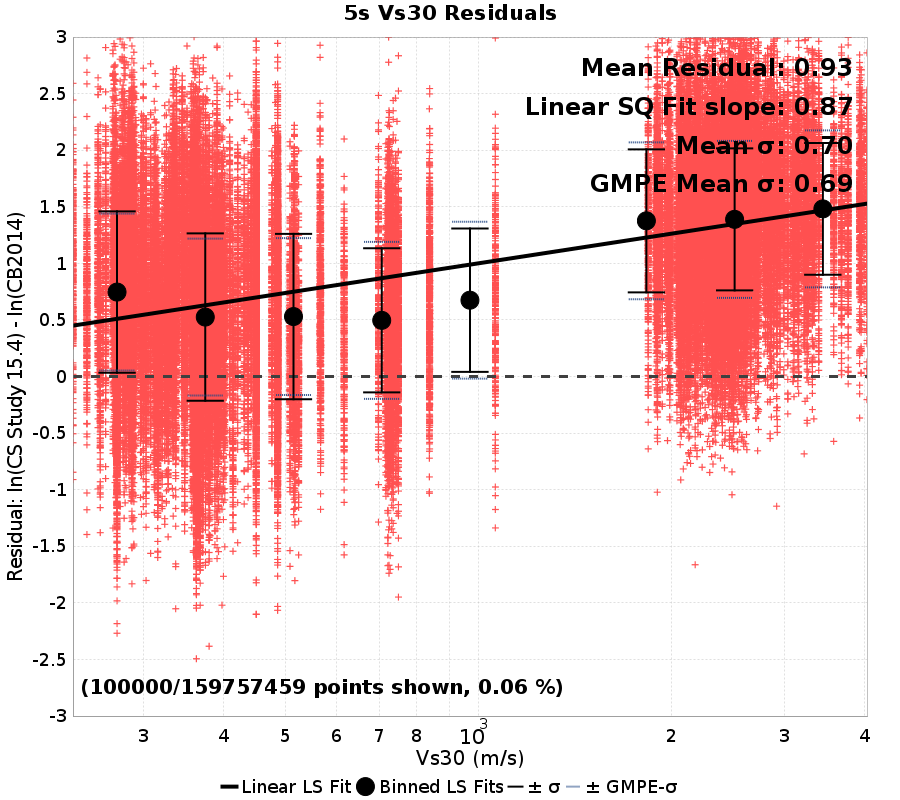 5s Vs30 Residuals
Mean Residual: 0.93
Linear SQ Fit slope: 0.87
Mean σ: 0.70
GMPE Mean σ: 0.69
Residual: ln(CS Study 15.4) - ln(CB2014)
3
2.5
2
1.5
1
0.5
0
-0.5
-1
-1.5
-2
-2.5
-3
(100000/159757459 points shown, 0.06 %)
3 4 5 6 7 8 10³ 2 3 4
Vs30 (m/s)
Linear LS Fit Binned LS Fits ± σ ± GMPE-σ